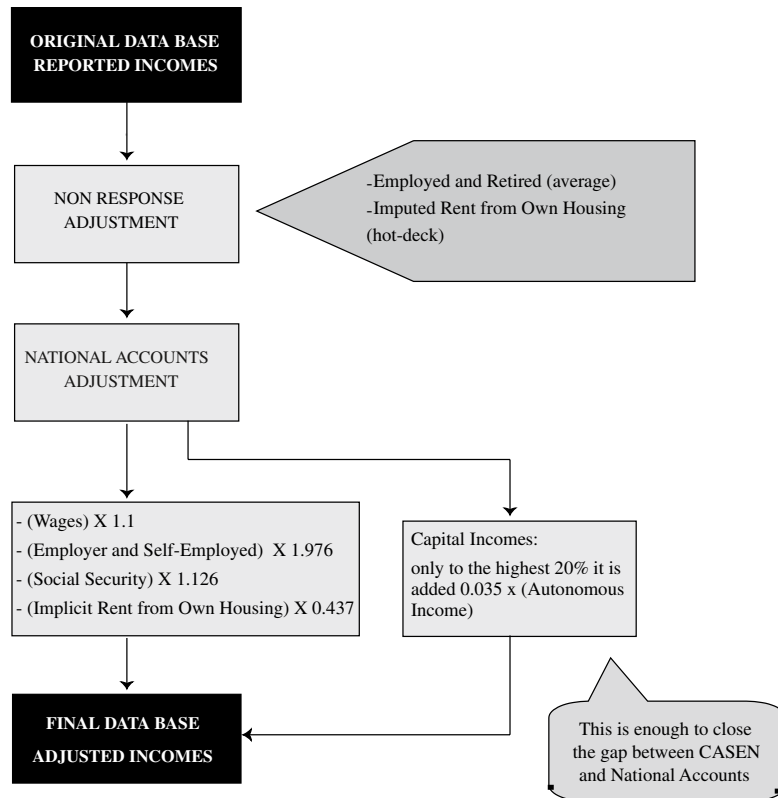 ORIGINAL DATA BASE
REPORTED INCOMES
NON RESPONSE
ADJUSTMENT
-Employed and Retired (average)
-Imputed Rent from Own Housing
(hot-deck)
NATIONAL ACCOUNTS
ADJUSTMENT
- (Wages) X 1.1
- (Employer and Self-Employed) X 1.976
- (Social Security) X 1.126
- (Implicit Rent from Own Housing) X 0.437
Capital Incomes:
only to the highest 20% it is
added 0.035 x (Autonomous
Income)
FINAL DATA BASE
ADJUSTED INCOMES
This is enough to close
the gap between CASEN
and National Accounts